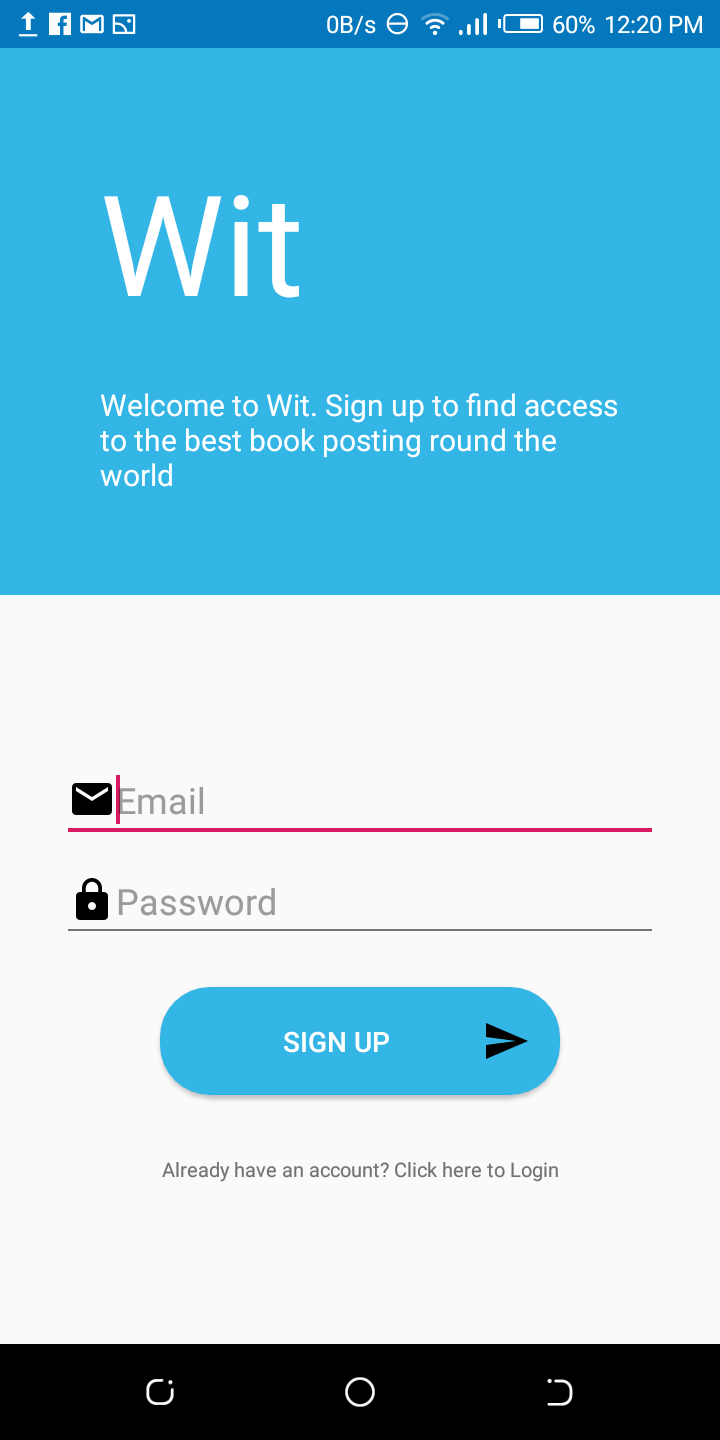 0B/s 60% 12:20 PM
Wit
Welcome to Wit. Sign up to find access
to the best book posting round the
world
Email
Password
SIGN UP
Already have an account? Click here to Login